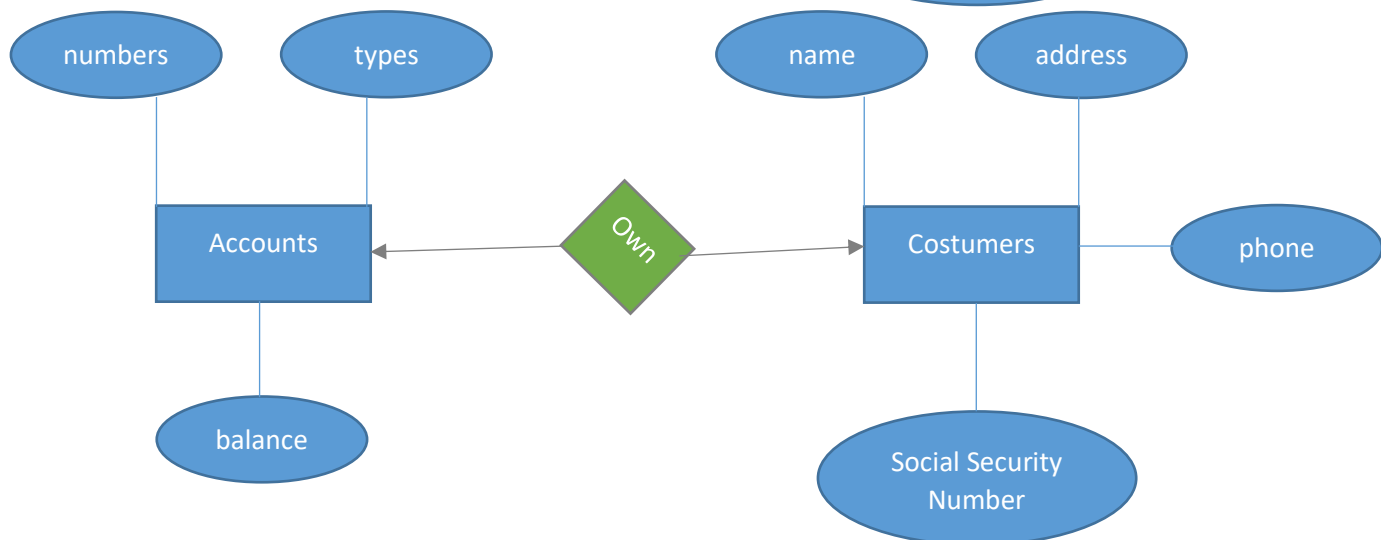 numbers
types
name
address
Accounts
Own
Costumers
phone
balance
Social Security
Number